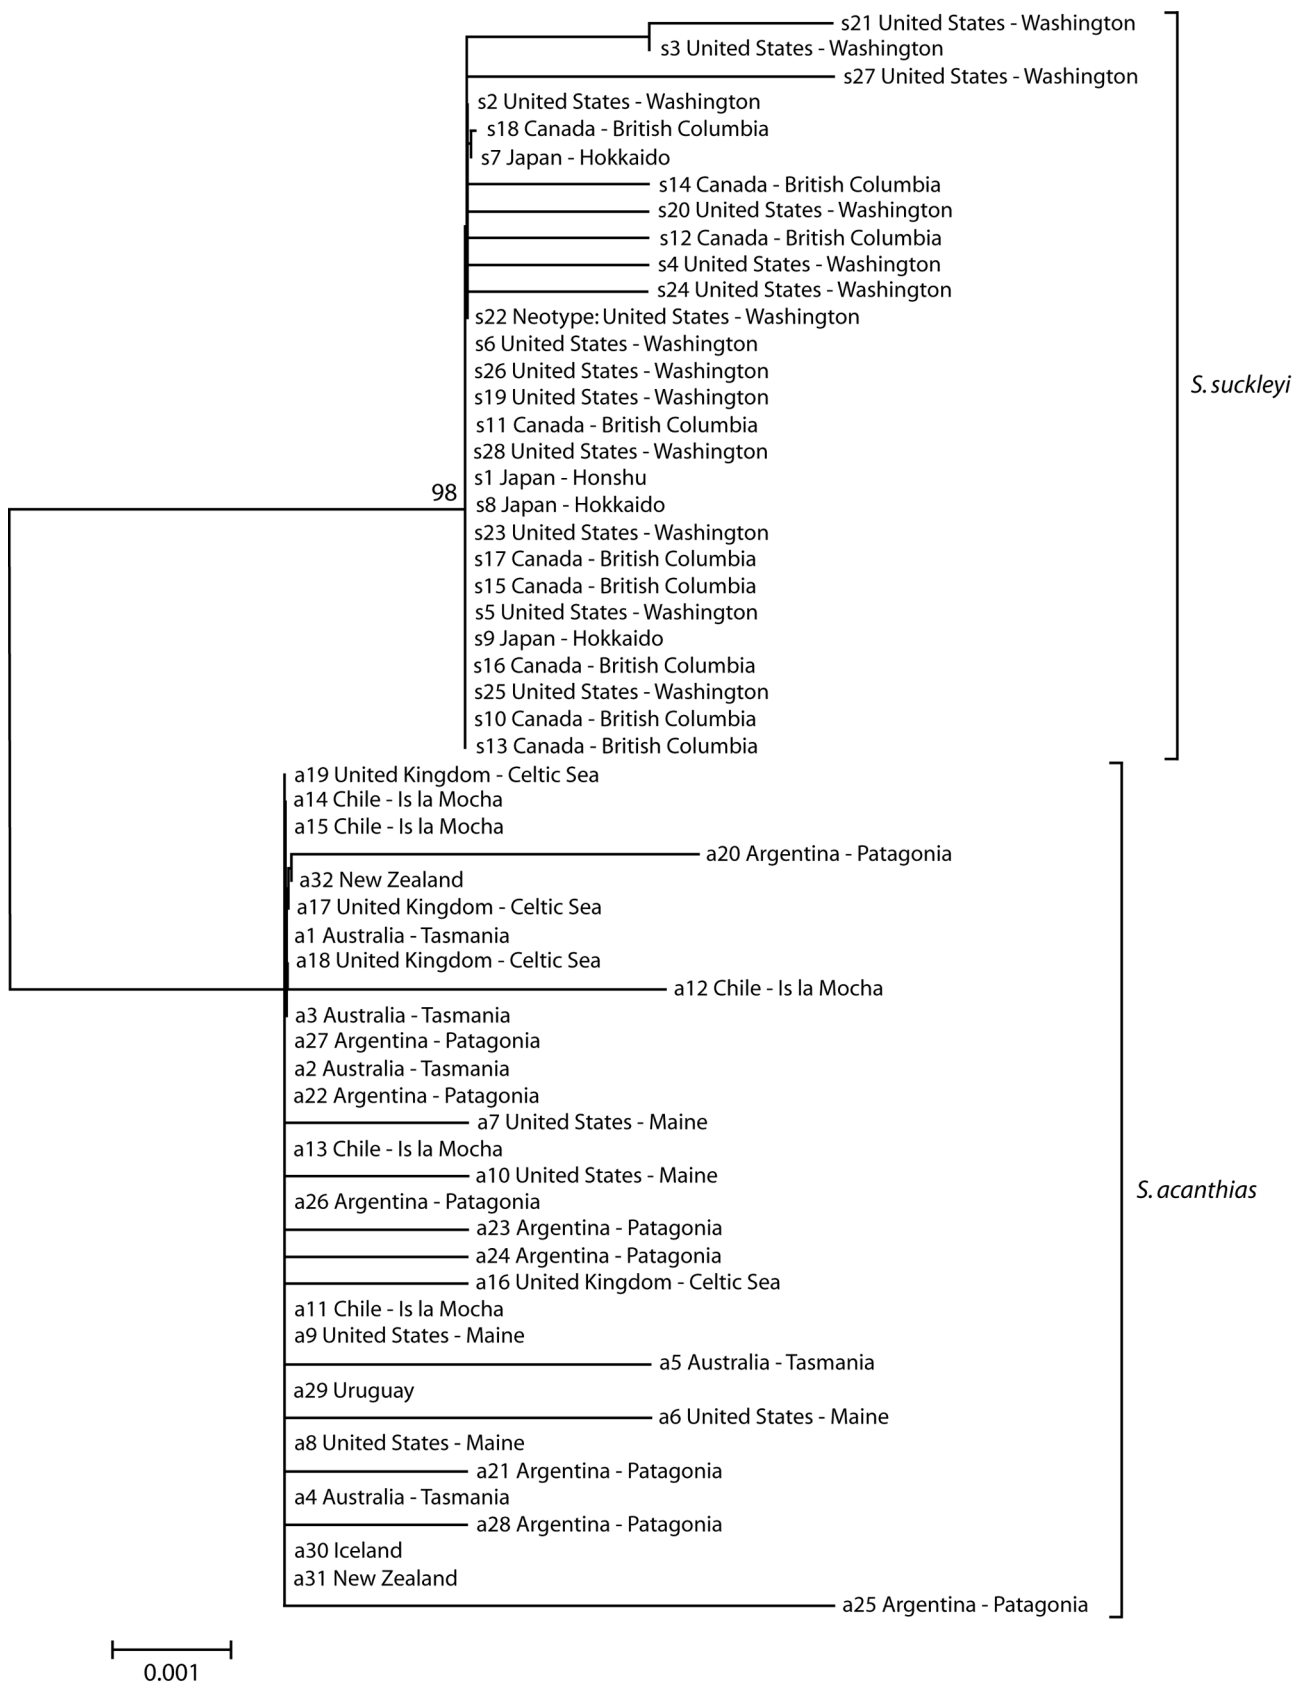 s21 United States - Washington
s3 United States - Washington
s27 United States - Washington
s2 United States - Washington
s18 Canada - British Columbia
s7 Japan - Hokkaido
s14 Canada - British Columbia
s20 United States - Washington
s12 Canada - British Columbia
s4 United States - Washington
s24 United States - Washington
s22 Neotype: United States - Washington
s6 United States - Washington
s26 United States - Washington
S. suckleyi
s19 United States - Washington
s11 Canada - British Columbia
s28 United States - Washington
s1 Japan - Honshu
98
s8 Japan - Hokkaido
s23 United States - Washington
s17 Canada - British Columbia
s15 Canada - British Columbia
s5 United States - Washington
s9 Japan - Hokkaido
s16 Canada - British Columbia
s25 United States - Washington
s10 Canada - British Columbia
s13 Canada - British Columbia
a19 United Kingdom - Celtic Sea
a14 Chile - Is la Mocha
a15 Chile - Is la Mocha
a20 Argentina - Patagonia
a32 New Zealand
a17 United Kingdom - Celtic Sea
a1 Australia - Tasmania
a18 United Kingdom - Celtic Sea
a12 Chile - Is la Mocha
a3 Australia - Tasmania
a27 Argentina - Patagonia
a2 Australia - Tasmania
a22 Argentina - Patagonia
a7 United States - Maine
a13 Chile - Is la Mocha
a10 United States - Maine
S. acanthias
a26 Argentina - Patagonia
a23 Argentina - Patagonia
a24 Argentina - Patagonia
a16 United Kingdom - Celtic Sea
a11 Chile - Is la Mocha
a9 United States - Maine
a5 Australia - Tasmania
a29 Uruguay
a6 United States - Maine
a8 United States - Maine
a21 Argentina - Patagonia
a4 Australia - Tasmania
a28 Argentina - Patagonia
a30 Iceland
a31 New Zealand
a25 Argentina - Patagonia
0.001